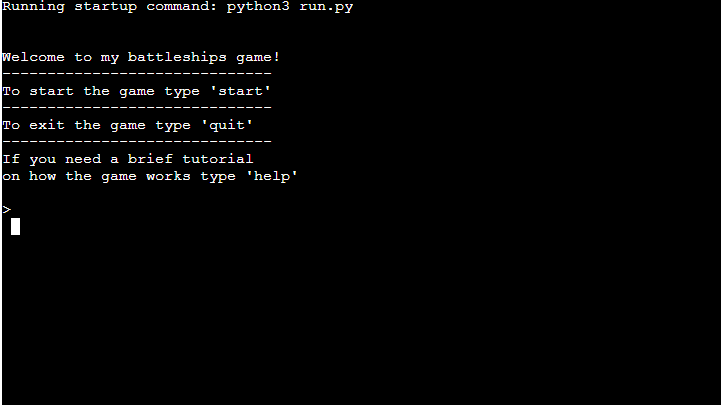 Running startup command: python3 run.py
Welcome to my battleships game!
------------------------------
To start the game type 'start'
------------------------------
To exit the game type 'quit'
------------------------------
If you need a brief tutorial
on how the game works type 'help'
>